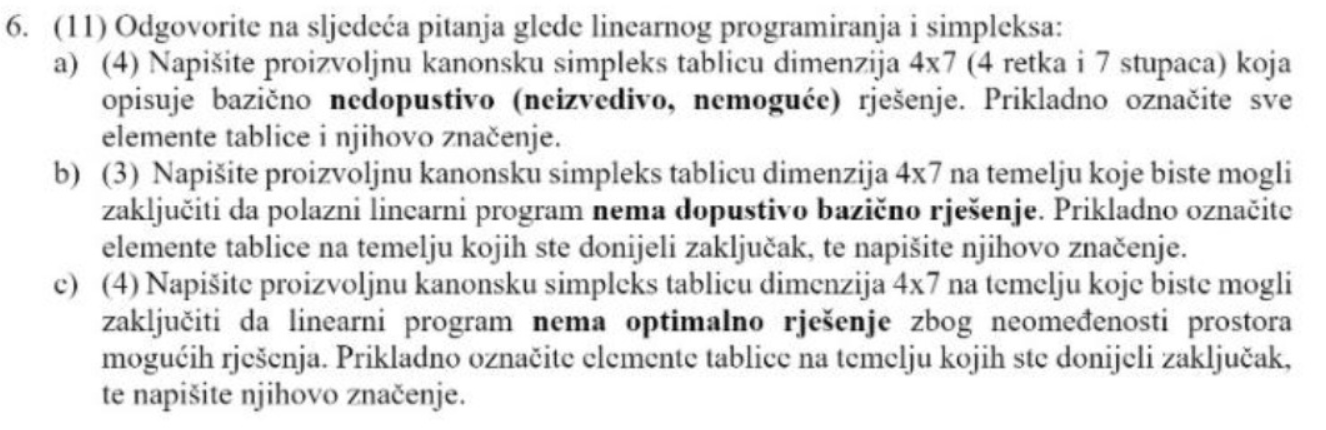 6. (11) Odgovorite na sljedeća pitanja glede linearnog programiranja i simpleksa:
a) (4) Napišite proizvoljnu kanonsku simpleks tablicu dimenzija 4x7 (4 retka i 7 stupaca) koja
opisuje bazično nedopustivo (neizvedivo, nemoguće) rješenje. Prikladno označite sve
elemente tablice i njihovo značenje.
b) (3) Napišite proizvoljnu kanonsku simpleks tablicu dimenzija 4x7 na temelju koje biste mogli
zaključiti da polazni linearni program nema dopustivo bazično rješenje. Prikladno označite
elemente tablice na temelju kojih ste donijeli zaključak, te napišite njihovo značenje.
c) (4) Napišite proizvoljnu kanonsku simpleks tablicu dimenzija 4x7 na temelju koje biste mogli
zaključiti da linearni program nema optimalno rješenje zbog neomeđenosti prostora
mogućih rješenja. Prikladno označite elemente tablice na temelju kojih ste donijeli zaključak,
te napišite njihovo značenje.